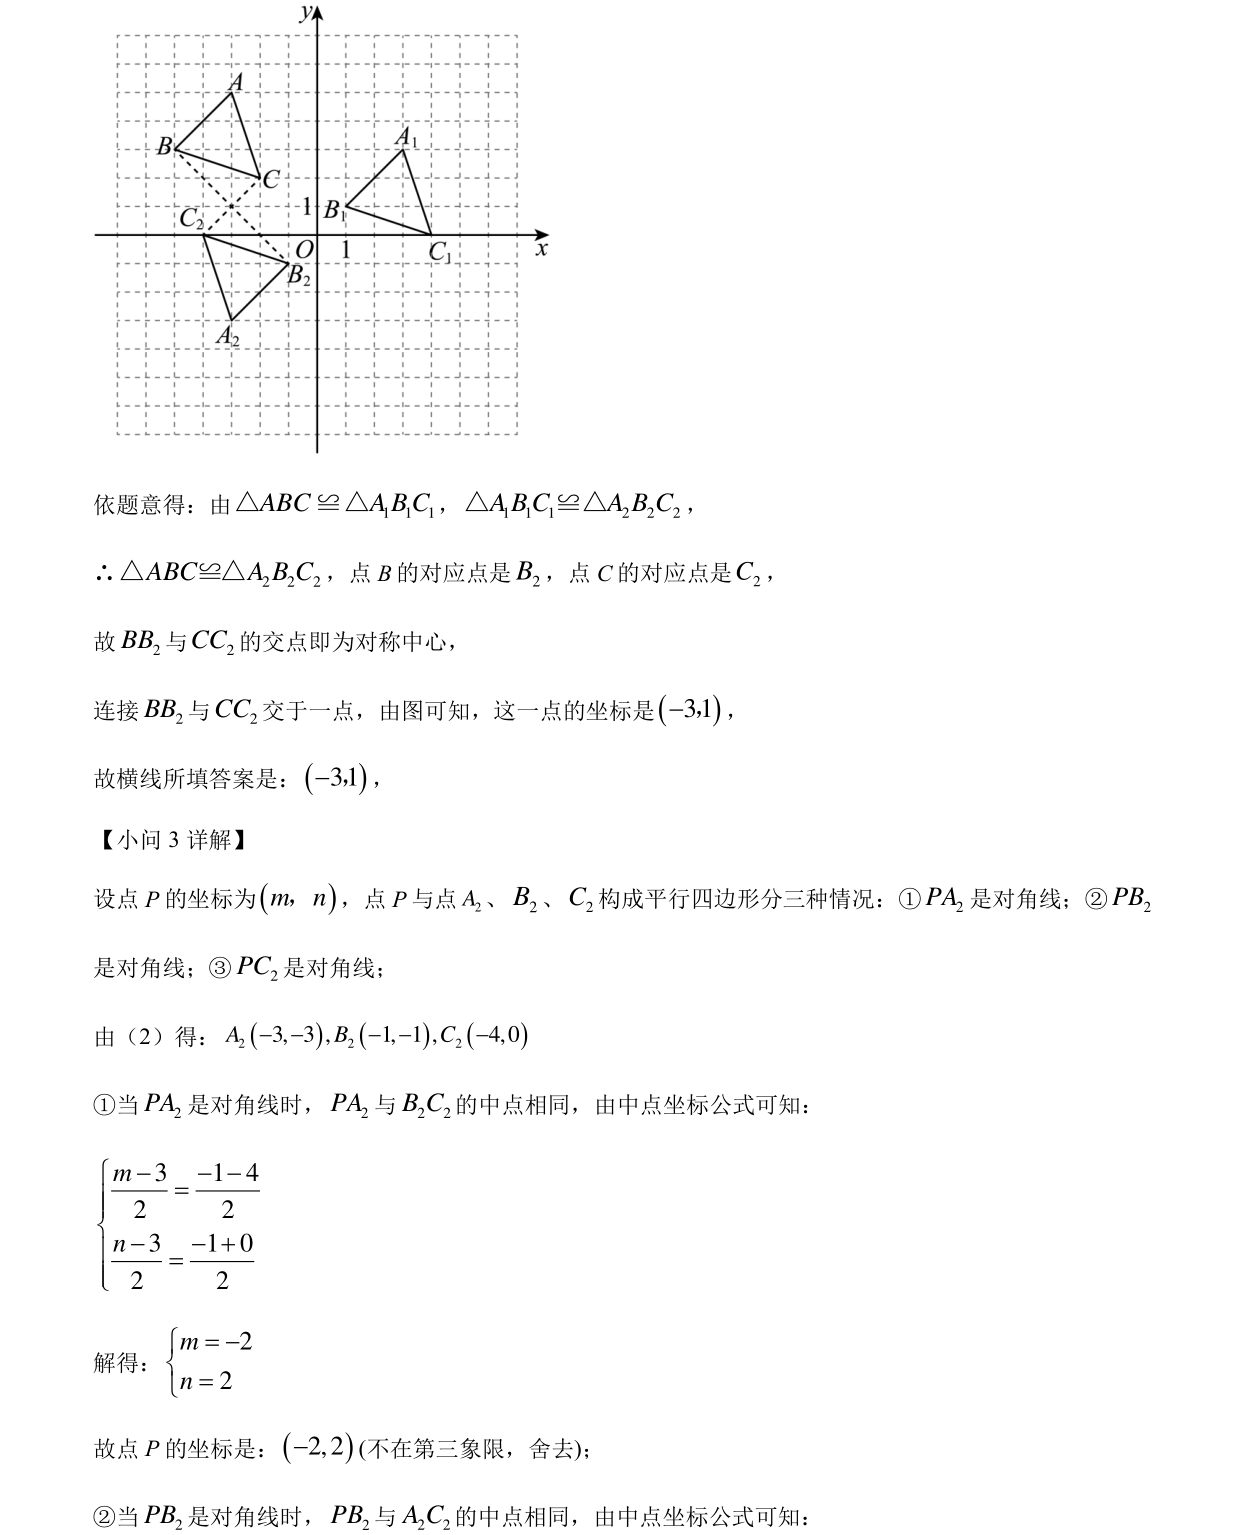 y
A
B
C
A₁
B₁
C₁
1
C₂
O
1
x
B₂
A₂
依题意得：由△ABC≌△A₁B₁C₁，△A₁B₁C₁≌△A₂B₂C₂，
∴△ABC≌△A₂B₂C₂，点 B 的对应点是B₂，点 C 的对应点是C₂，
故BB₂与CC₂的交点即为对称中心，
连接BB₂与CC₂交于一点，由图可知，这一点的坐标是(−3,1)，
故横线所填答案是：(−3,1)，
【小问 3 详解】
设点 P 的坐标为(m，n)，点 P 与点 A₂、B₂、C₂构成平行四边形分三种情况：①PA₂是对角线；②PB₂
是对角线；③PC₂是对角线；
由（2）得：A₂(−3,−3),B₂(−1,−1),C₂(−4,0)
①当PA₂是对角线时，PA₂与B₂C₂的中点相同，由中点坐标公式可知：
{(m−3)/2=(−1−4)/2
(n−3)/2=(−1+0)/2
解得：{m=−2
n=2
故点 P 的坐标是：(−2,2)(不在第三象限，舍去)；
②当PB₂是对角线时，PB₂与A₂C₂的中点相同，由中点坐标公式可知：